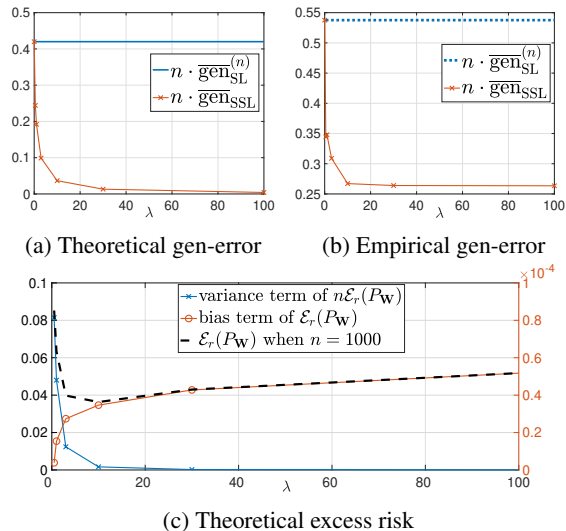 0.5
0.4
0.3
0.2
0.1
0
0 20 40 60 80 100
λ
n · gen_SL^(n)
n · gen_SSL
(a) Theoretical gen-error
0.55
0.5
0.45
0.4
0.35
0.3
0.25
0 20 40 60 80 100
λ
n · gen_SL^(n)
n · gen_SSL
(b) Empirical gen-error
0.1
0.08
0.06
0.04
0.02
0
×10^-4
1
0.8
0.6
0.4
0.2
0
variance term of nℰ_r(P_W)
bias term of ℰ_r(P_W)
ℰ_r(P_W) when n = 1000
0 20 40 60 80 100
λ
(c) Theoretical excess risk